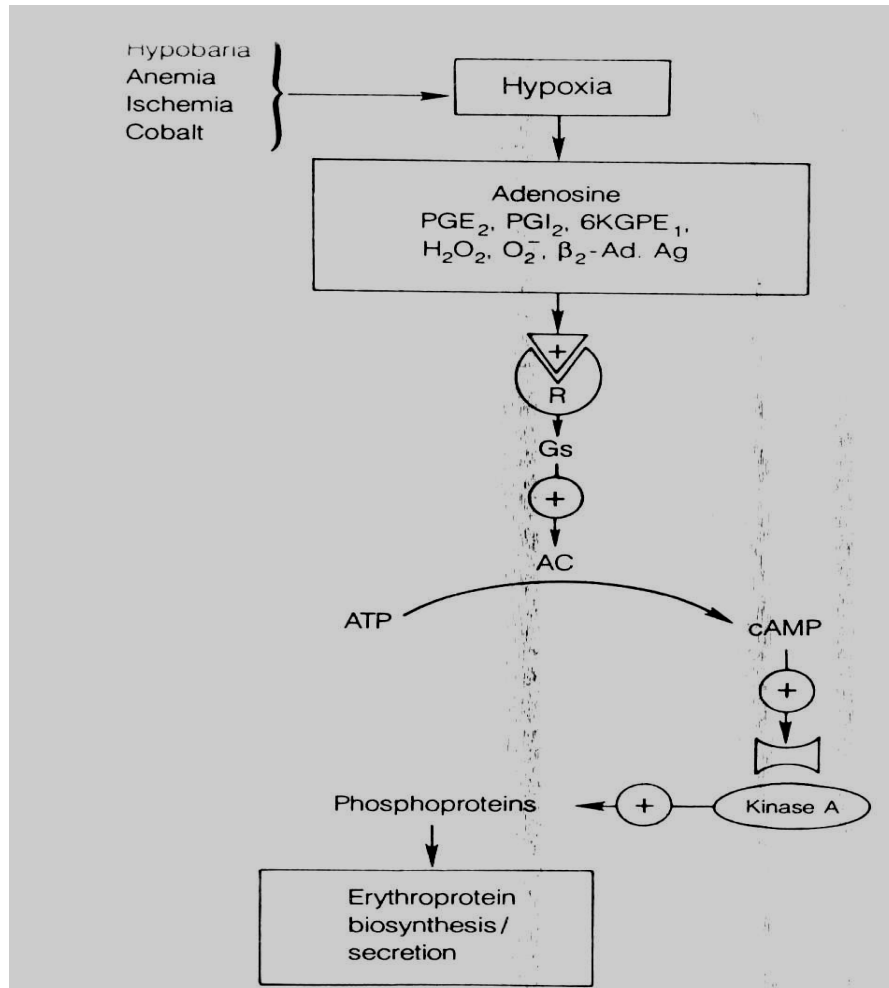 Hypobaria
Anemia
Ischemia
Cobalt
Hypoxia
Adenosine
PGE₂, PGI₂, 6KGPE₁,
H₂O₂, O₂⁻, β₂-Ad. Ag
+
R
Gs
+
AC
ATP
cAMP
+
Kinase A
+
Phosphoproteins
Erythroprotein
biosynthesis/
secretion